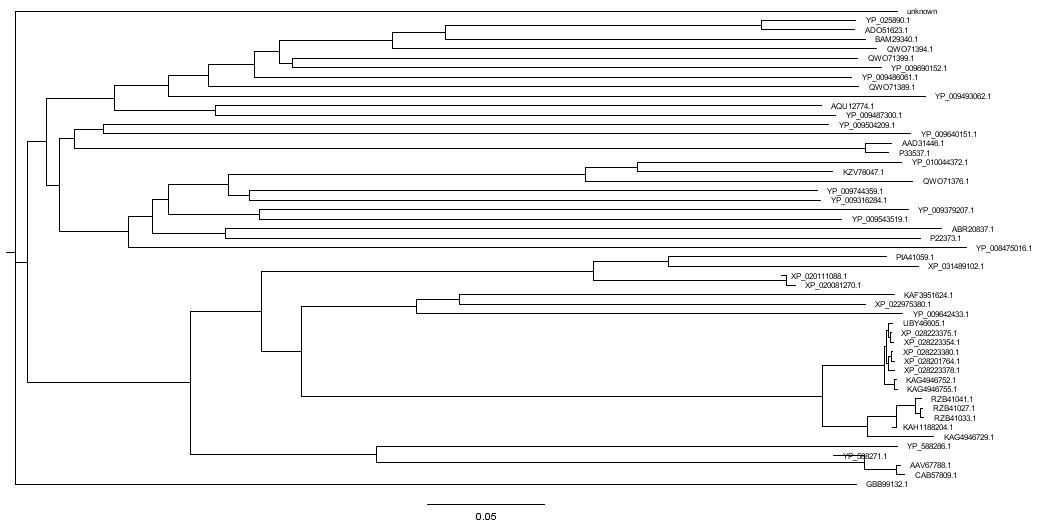 unknown
YP_025890.1
ADO51623.1
BAM29340.1
QWO71394.1
QWO71399.1
YP_009690152.1
YP_009486061.1
QWO71389.1
YP_009493062.1
AQU12774.1
YP_009487300.1
YP_009504209.1
YP_009640151.1
AAD31446.1
P33537.1
YP_010044372.1
KZV78047.1
QWO71376.1
YP_009744359.1
YP_009316284.1
YP_009379207.1
YP_009543519.1
ABR20837.1
P22373.1
YP_008475016.1
PIA41059.1
XP_031489102.1
XP_020111088.1
XP_020081270.1
KAF3951624.1
XP_022975380.1
YP_009642433.1
UBY46605.1
XP_028223375.1
XP_028223354.1
XP_028223380.1
XP_028201764.1
XP_028223378.1
KAG4946752.1
KAG4946755.1
RZB41041.1
RZB41027.1
RZB41033.1
KAH1188204.1
KAG4946729.1
YP_588286.1
YP_588271.1
AAV67788.1
CAB57809.1
GBB99132.1
0.05